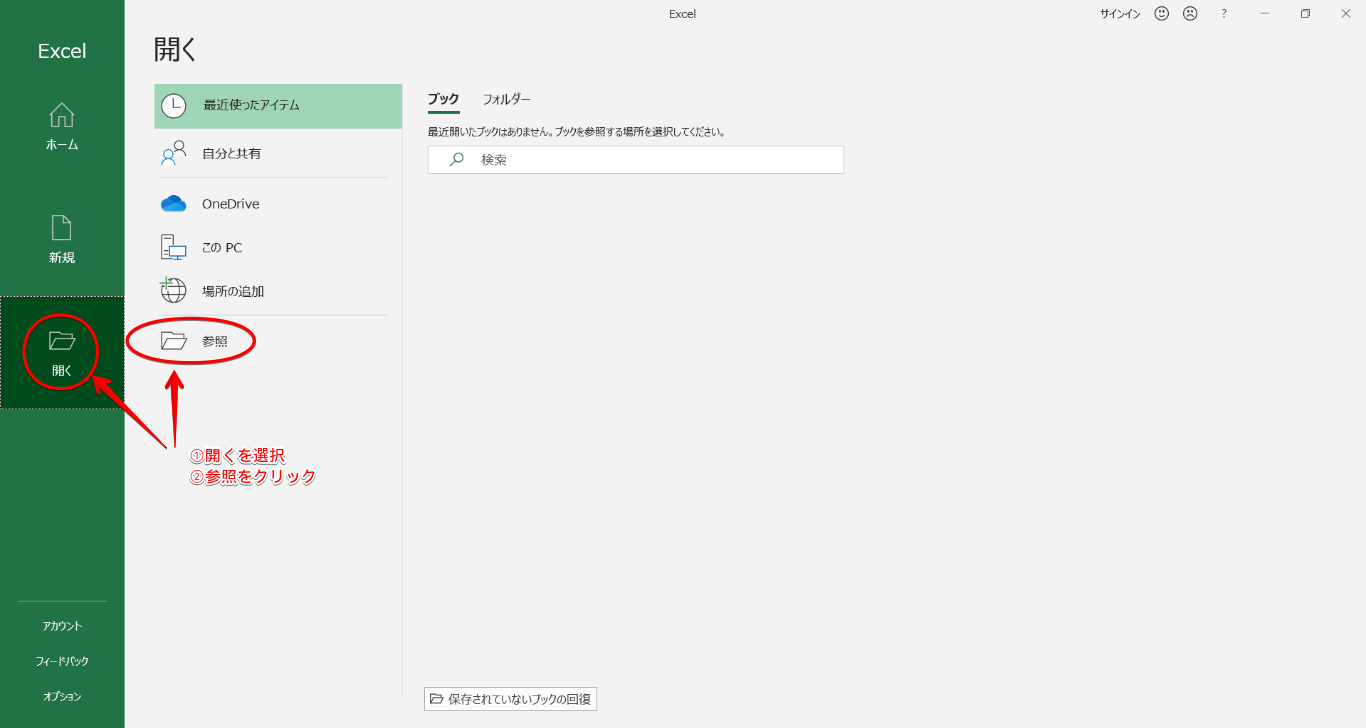 Excel
サインイン
?
Excel
ホーム
新規
開く
アカウント
フィードバック
オプション
開く
最近使ったアイテム
自分と共有
OneDrive
この PC
場所の追加
参照
①開くを選択
②参照をクリック
ブック フォルダー
最近開いたブックはありません。ブックを参照する場所を選択してください。
検索
保存されていないブックの回復